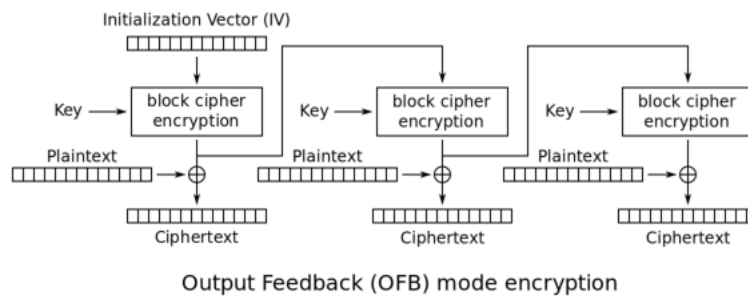 Initialization Vector (IV)
Key
block cipher
encryption
Key
block cipher
encryption
Key
block cipher
encryption
Plaintext
Plaintext
Plaintext
Ciphertext
Ciphertext
Ciphertext
Output Feedback (OFB) mode encryption